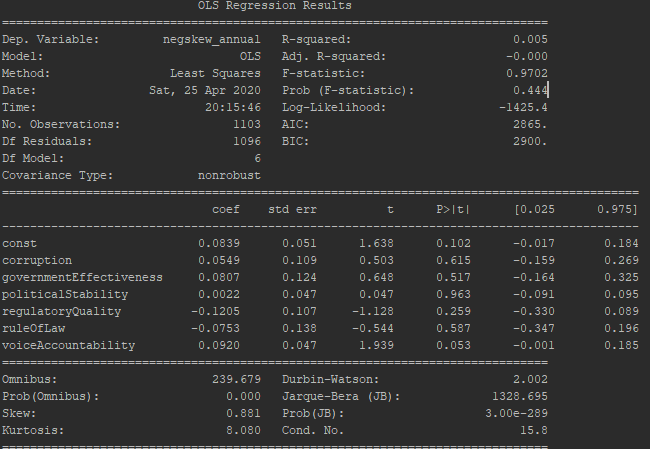 OLS Regression Results
==============================================================================
Dep. Variable: negskew_annual R-squared: 0.005
Model: OLS Adj. R-squared: -0.000
Method: Least Squares F-statistic: 0.9702
Date: Sat, 25 Apr 2020 Prob (F-statistic): 0.444
Time: 20:15:46 Log-Likelihood: -1425.4
No. Observations: 1103 AIC: 2865.
Df Residuals: 1096 BIC: 2900.
Df Model: 6
Covariance Type: nonrobust
===========================================================================================
coef std err t P>|t| [0.025 0.975]
-------------------------------------------------------------------------------------------
const 0.0839 0.051 1.638 0.102 -0.017 0.184
corruption 0.0549 0.109 0.503 0.615 -0.159 0.269
governmentEffectiveness 0.0807 0.124 0.648 0.517 -0.164 0.325
politicalStability 0.0022 0.047 0.047 0.963 -0.091 0.095
regulatoryQuality -0.1205 0.107 -1.128 0.259 -0.330 0.089
ruleOfLaw -0.0753 0.138 -0.544 0.587 -0.347 0.196
voiceAccountability 0.0920 0.047 1.939 0.053 -0.001 0.185
==============================================================================
Omnibus: 239.679 Durbin-Watson: 2.002
Prob(Omnibus): 0.000 Jarque-Bera (JB): 1328.695
Skew: 0.881 Prob(JB): 3.00e-289
Kurtosis: 8.080 Cond. No. 15.8
==============================================================================